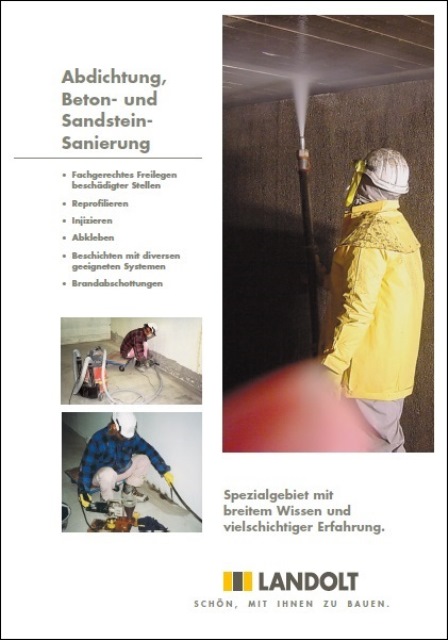 Abdichtung,
Beton- und
Sandstein-
Sanierung
• Fachgerechtes Freilegen
beschädigter Stellen
• Reprofilieren
• Injizieren
• Abkleben
• Beschichten mit diversen
geeigneten Systemen
• Brandabschottungen
Spezialgebiet mit
breitem Wissen und
vielschichtiger Erfahrung.
LANDOLT
SCHÖN, MIT IHNEN ZU BAUEN.